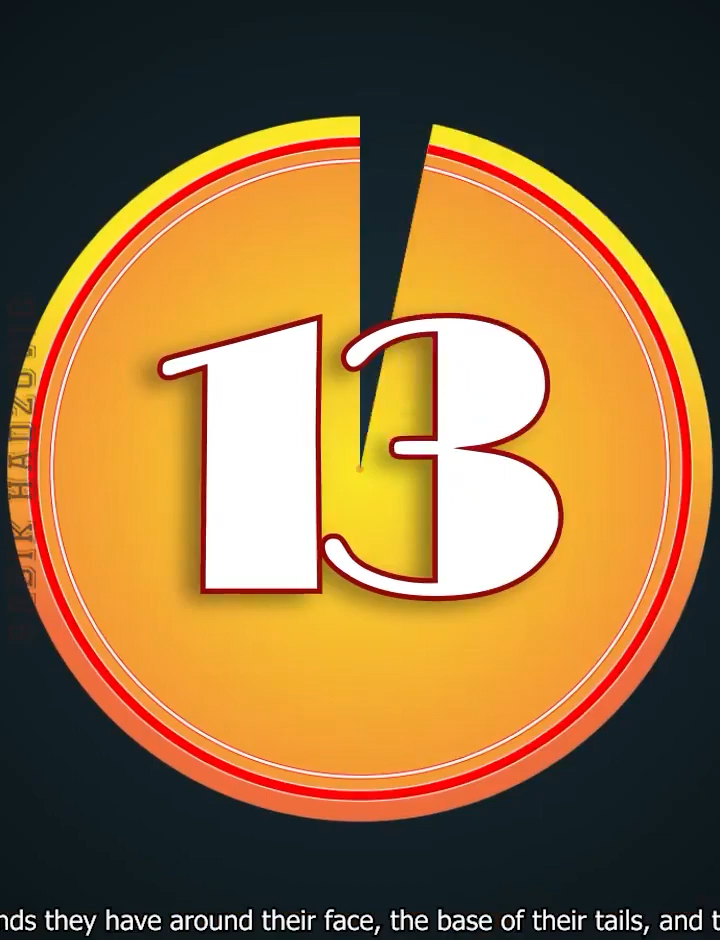 13
nds they have around their face, the base of their tails, and t